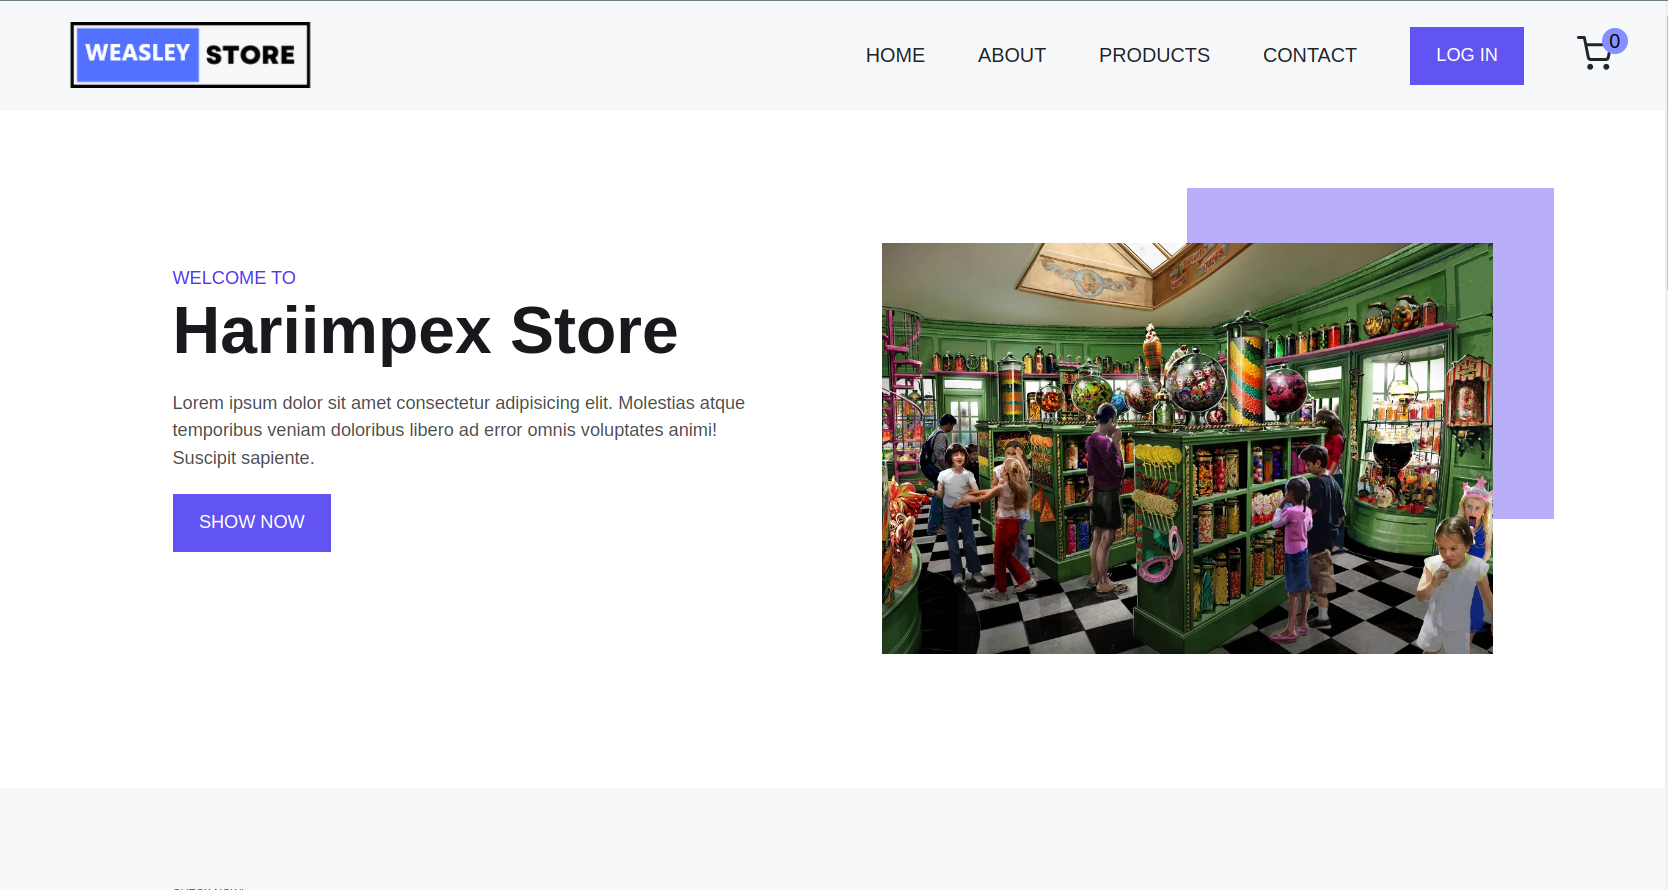 WEASLEY STORE
HOME
ABOUT
PRODUCTS
CONTACT
LOG IN
0
WELCOME TO
Hariimpex Store
Lorem ipsum dolor sit amet consectetur adipisicing elit. Molestias atque
temporibus veniam doloribus libero ad error omnis voluptates animi!
Suscipit sapiente.
SHOW NOW